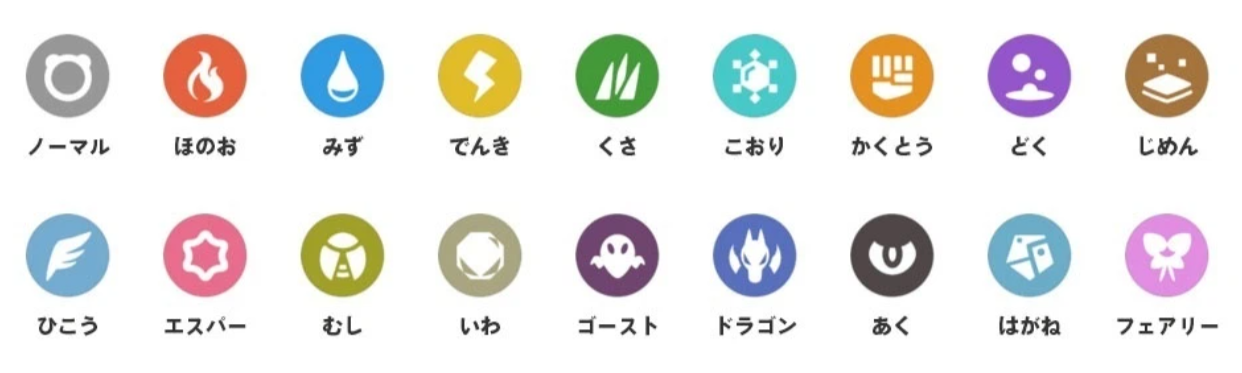 ノーマル ほのお みず でんき くさ こおり かくとう どく じめん
ひこう エスパー むし いわ ゴースト ドラゴン あく はがね フェアリー